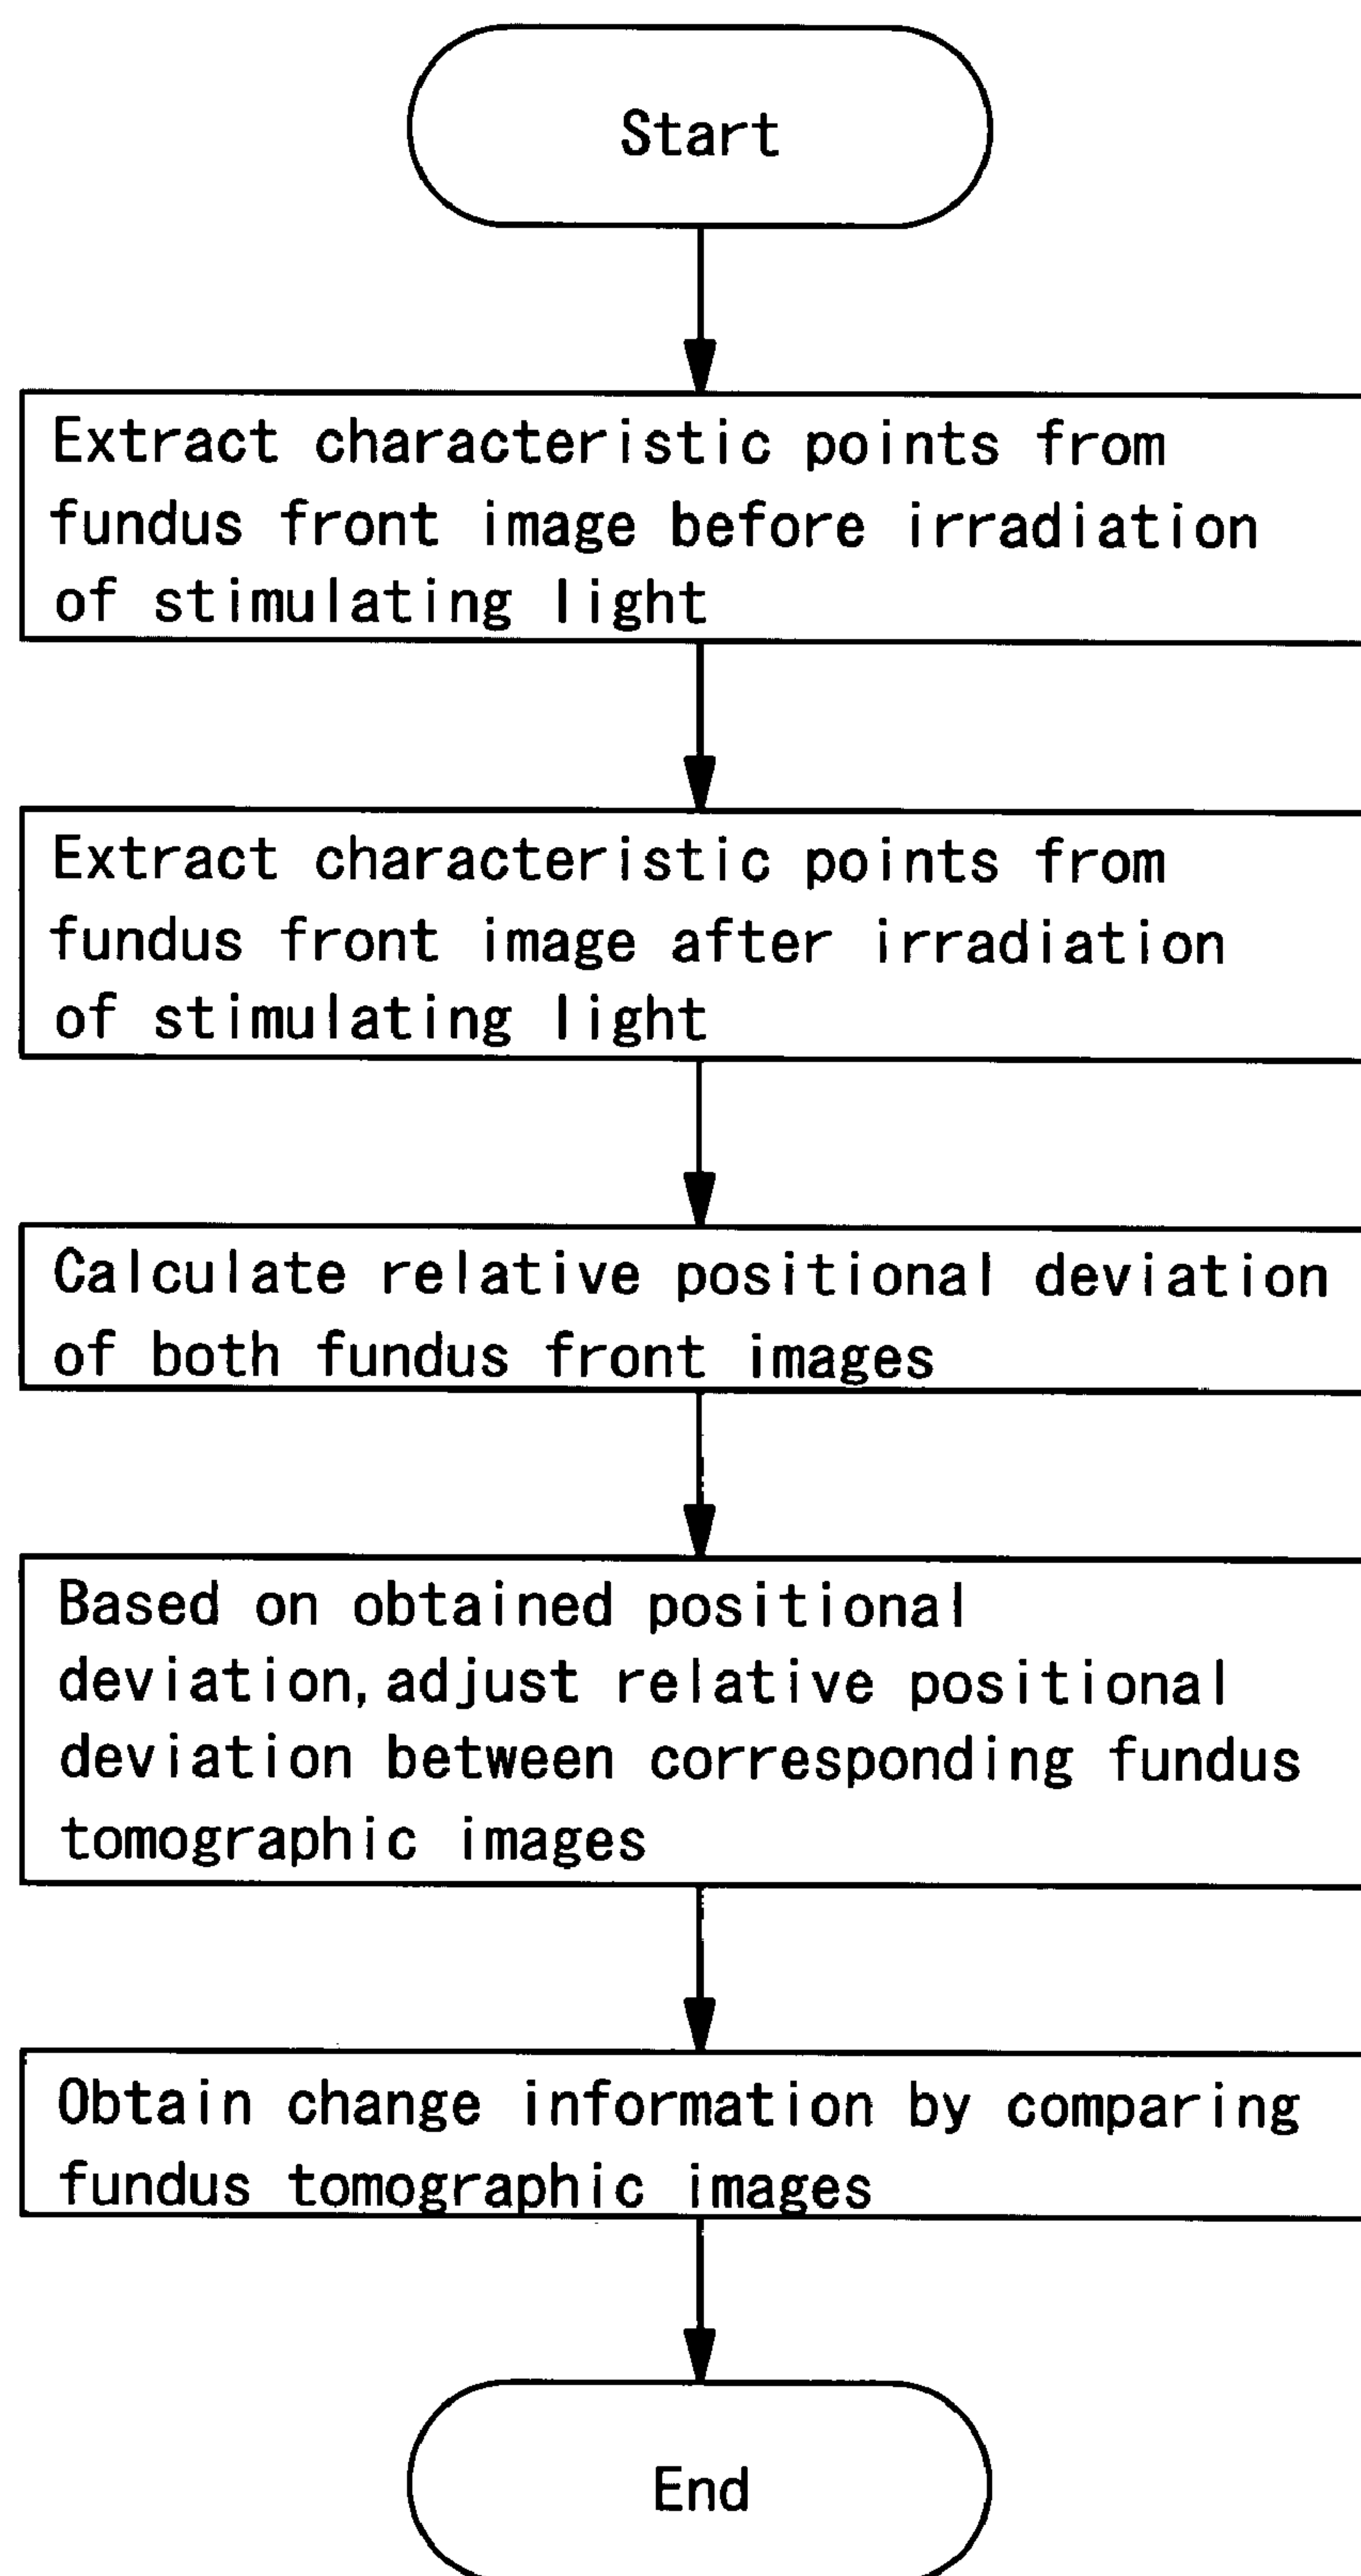 Start
Extract characteristic points from
fundus front image before irradiation
of stimulating light
Extract characteristic points from
fundus front image after irradiation
of stimulating light
Calculate relative positional deviation
of both fundus front images
Based on obtained positional
deviation, adjust relative positional
deviation between corresponding fundus
tomographic images
Obtain change information by comparing
fundus tomographic images
End